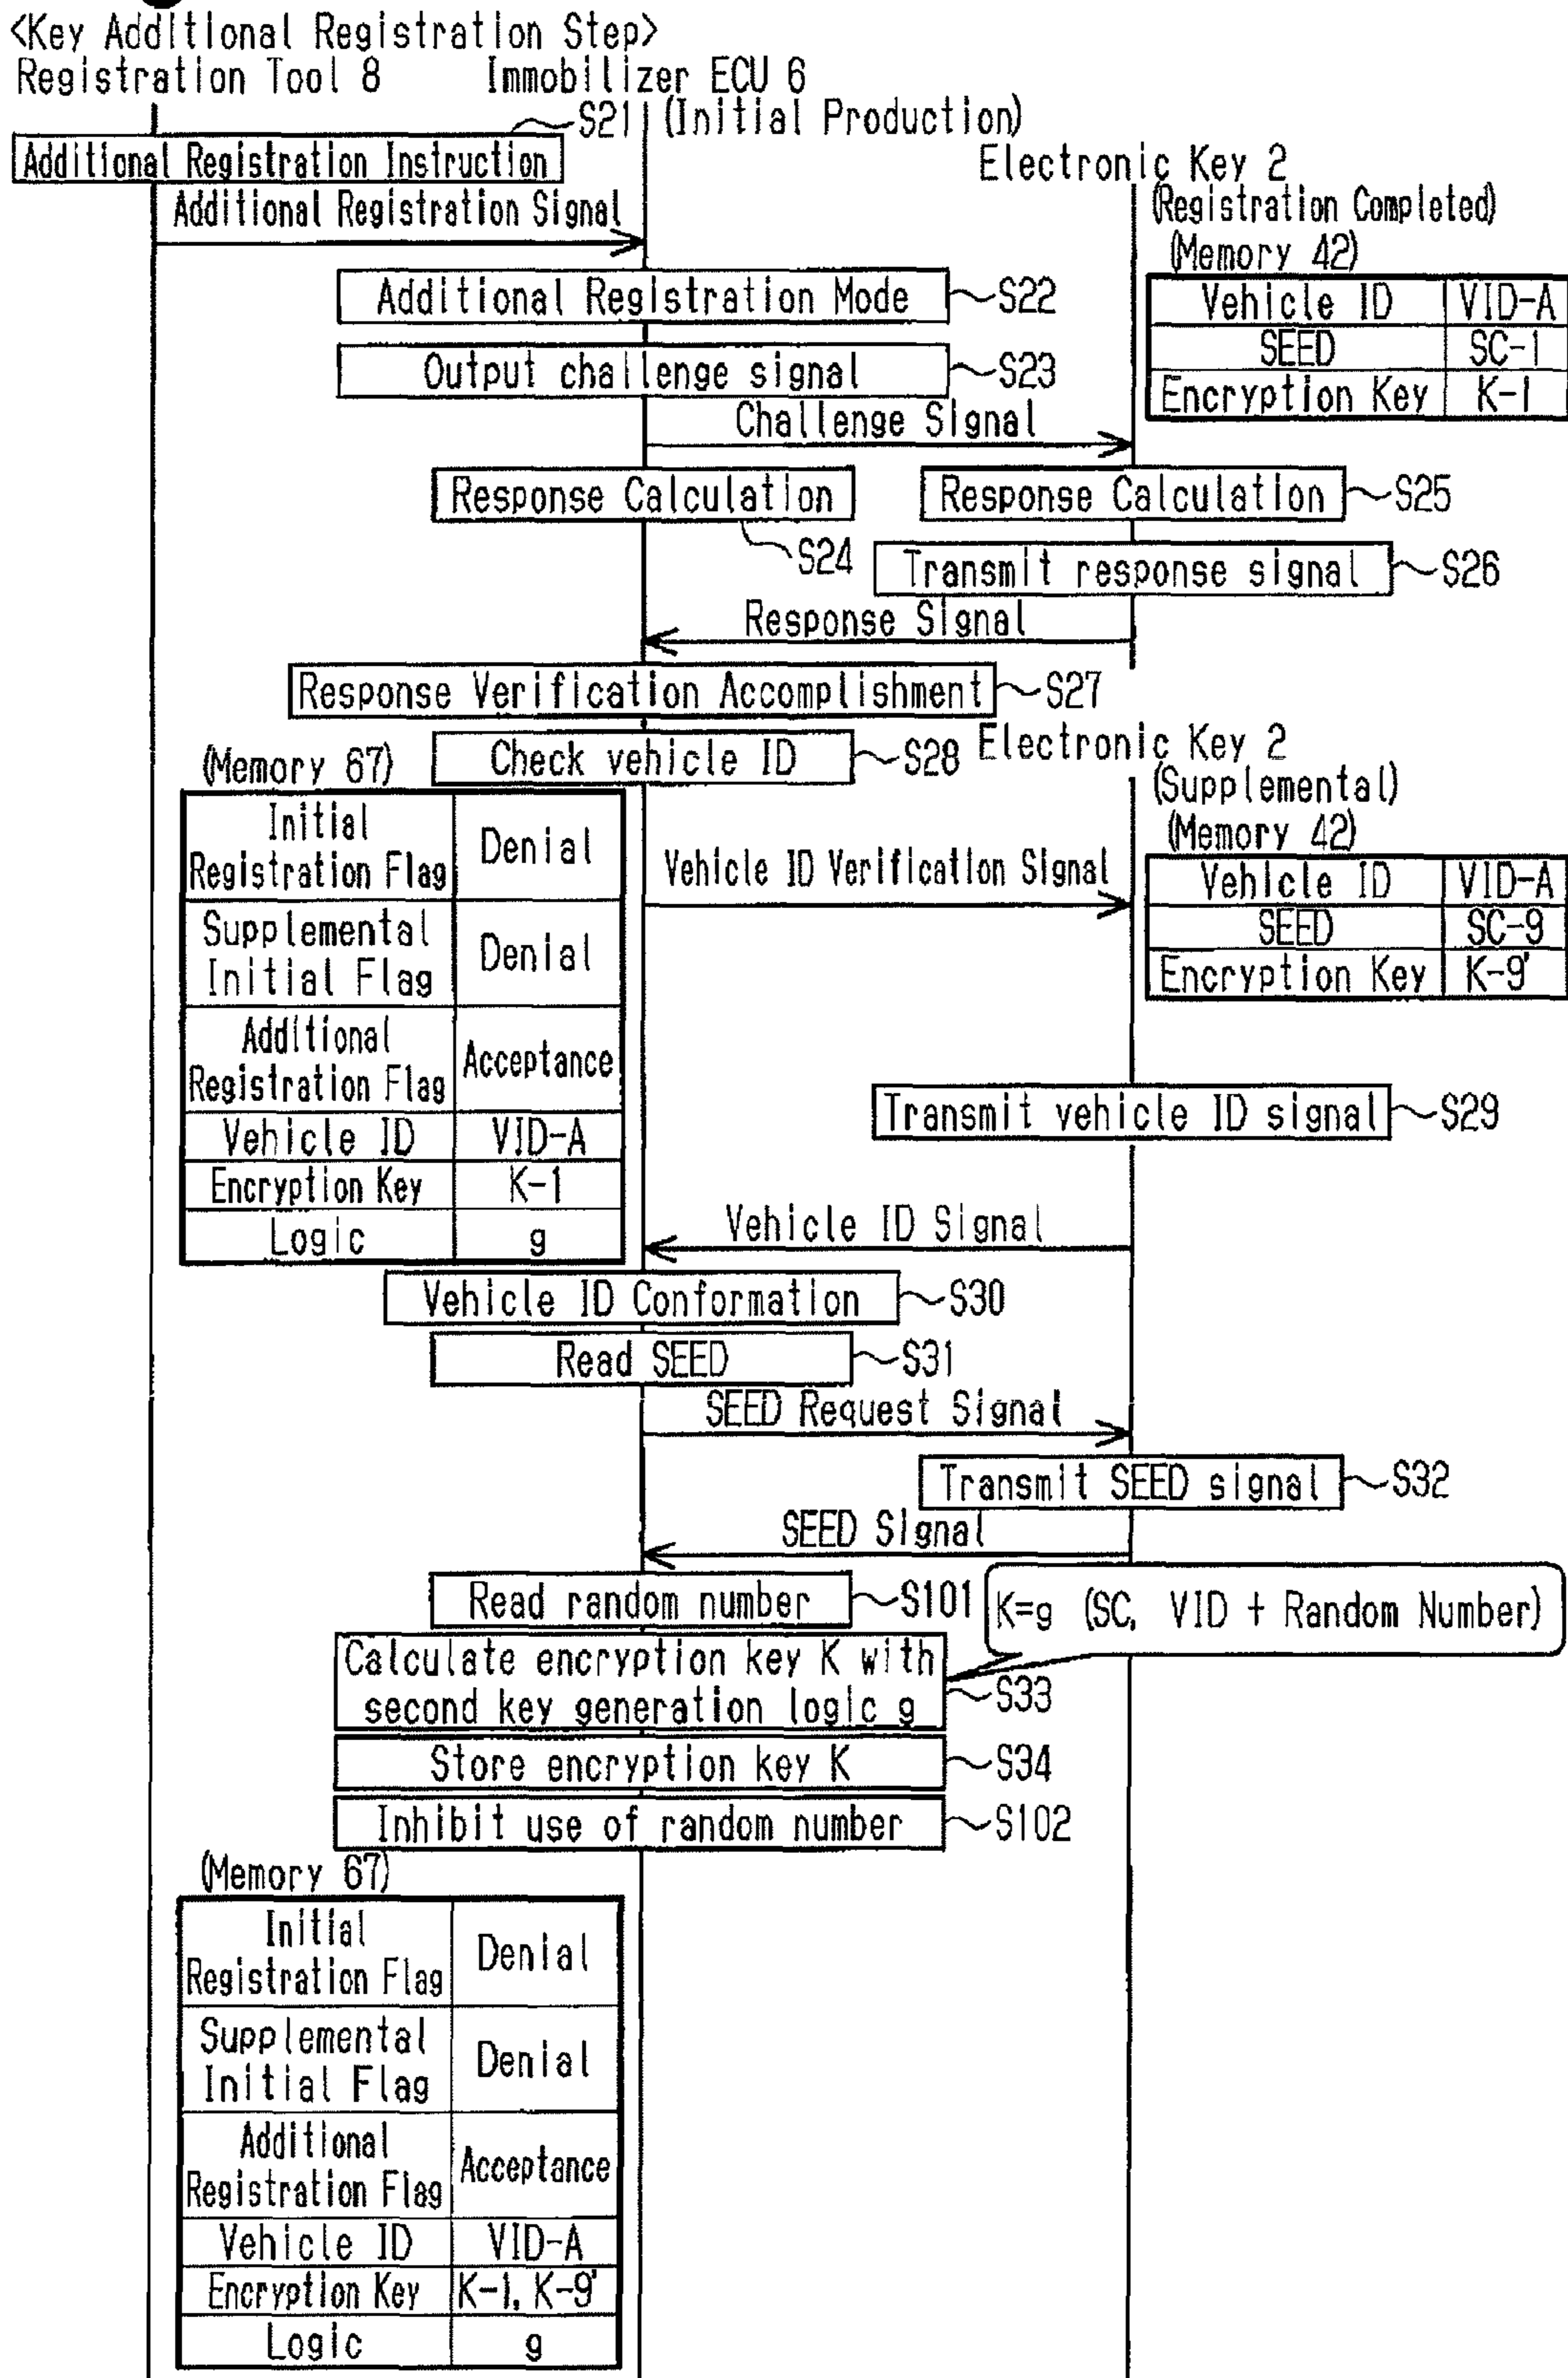 <Key Additional Registration Step>
Registration Tool 8
Immobilizer ECU 6
(Initial Production)
S21
Additional Registration Instruction
Electronic Key 2
(Registration Completed)
(Memory 42)
Additional Registration Signal
Vehicle ID VID-A
SEED SC-1
Encryption Key K-1
Additional Registration Mode
S22
Output challenge signal
S23
Challenge Signal
Response Calculation
S24
Response Calculation
S25
Transmit response signal
S26
Response Signal
Response Verification Accomplishment
S27
Check vehicle ID
S28
Electronic Key 2
(Supplemental)
(Memory 42)
Vehicle ID VID-A
SEED SC-9
Encryption Key K-9'
(Memory 67)
Initial
Registration Flag
Denial
Supplemental
Initial Flag
Denial
Additional
Registration Flag
Acceptance
Vehicle ID VID-A
Encryption Key K-1
Logic g
Vehicle ID Verification Signal
Transmit vehicle ID signal
S29
Vehicle ID Signal
Vehicle ID Conformation
S30
Read SEED
S31
SEED Request Signal
Transmit SEED signal
S32
SEED Signal
Read random number
S101
K=g (SC, VID + Random Number)
Calculate encryption key K with
second key generation logic g
S33
Store encryption key K
S34
Inhibit use of random number
S102
(Memory 67)
Initial
Registration Flag
Denial
Supplemental
Initial Flag
Denial
Additional
Registration Flag
Acceptance
Vehicle ID VID-A
Encryption Key K-1, K-9'
Logic g